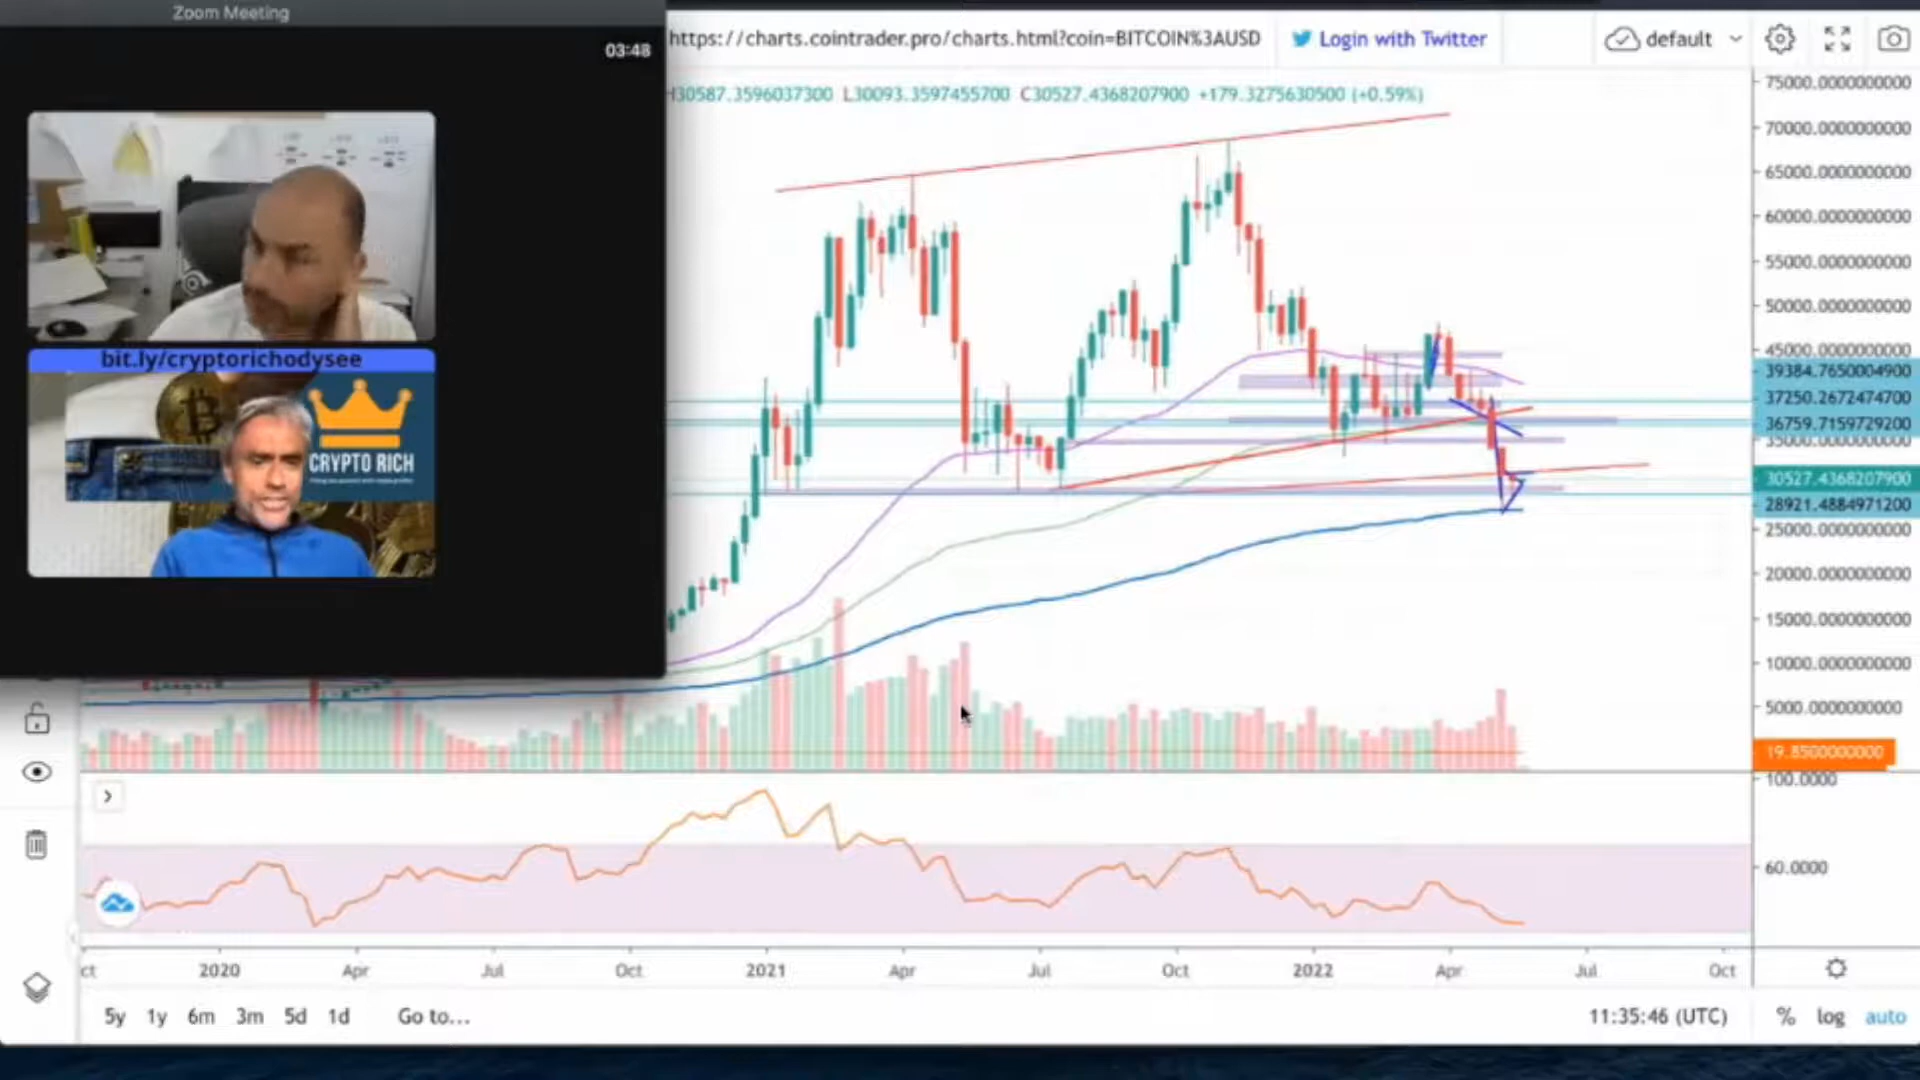 Zoom Meeting
03:48
https://charts.cointrader.pro/charts.html?coin=BITCOIN%3AUSD
Login with Twitter
default
H30587.3596037300 L30093.3597455700 C30527.4368207900 +179.3275630500 (+0.59%)
bit.ly/cryptorichodysee
CRYPTO RICH
75000.0000000000
70000.0000000000
65000.0000000000
60000.0000000000
55000.0000000000
50000.0000000000
45000.0000000000
39384.7650004900
37250.2672474700
36759.7159729200
35000.0000000000
30527.4368207900
28921.4884971200
25000.0000000000
20000.0000000000
15000.0000000000
10000.0000000000
5000.0000000000
19.8500000000
100.0000
60.0000
ct 2020 Apr Jul Oct 2021 Apr Jul Oct 2022 Apr Jul Oct
5y 1y 6m 3m 5d 1d Go to...
11:35:46 (UTC) % log auto